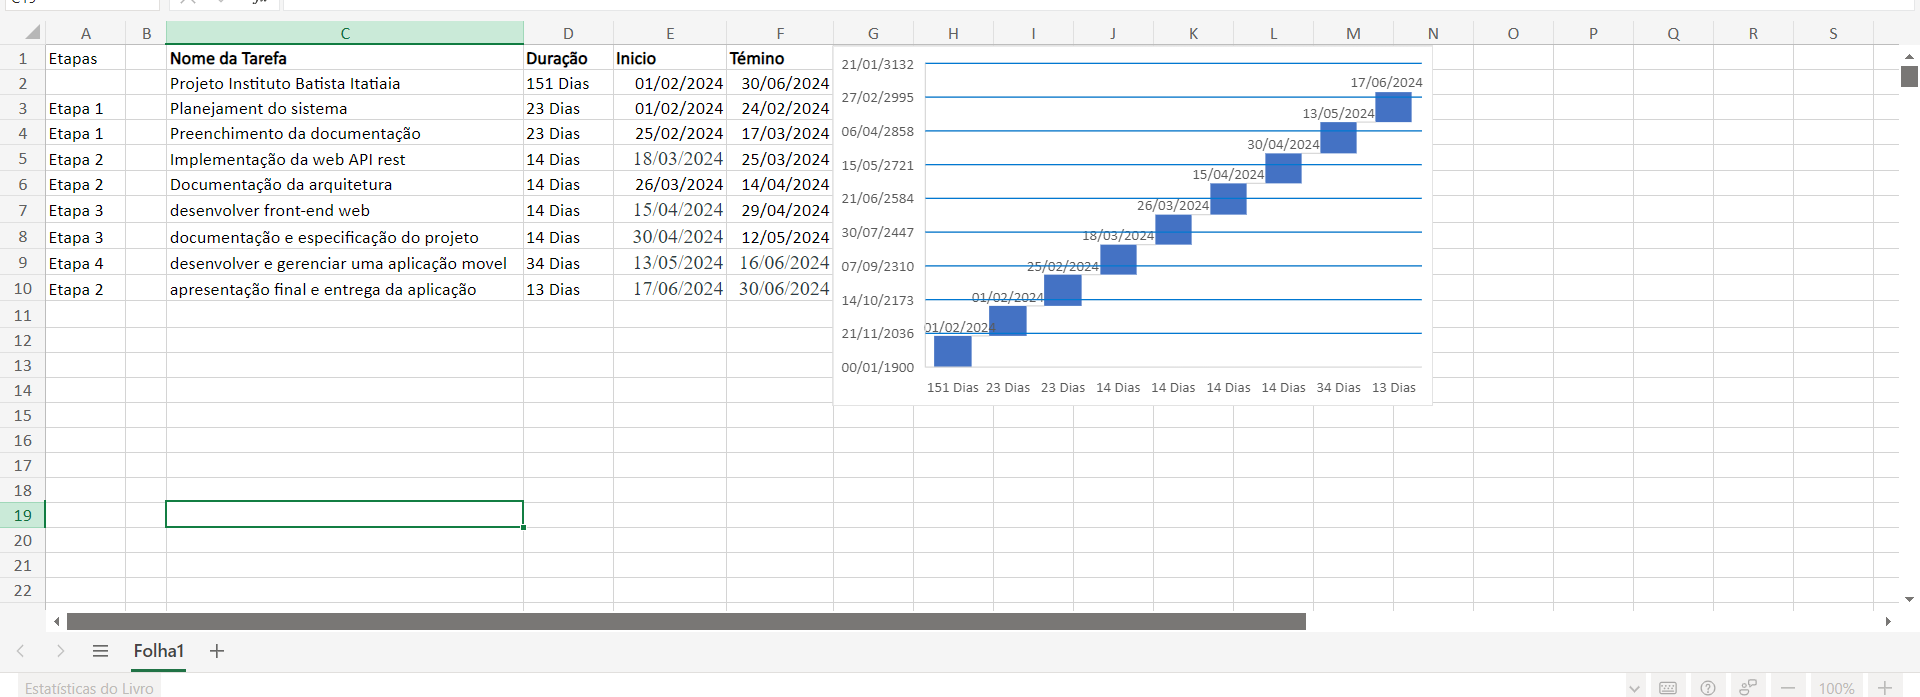 A B C D E F G H I J K L M N O P Q R S
1 Etapas Nome da Tarefa Duração Inicio Témino
2 Projeto Instituto Batista Itatiaia 151 Dias 01/02/2024 30/06/2024
3 Etapa 1 Planejament do sistema 23 Dias 01/02/2024 24/02/2024
4 Etapa 1 Preenchimento da documentação 23 Dias 25/02/2024 17/03/2024
5 Etapa 2 Implementação da web API rest 14 Dias 18/03/2024 25/03/2024
6 Etapa 2 Documentação da arquitetura 14 Dias 26/03/2024 14/04/2024
7 Etapa 3 desenvolver front-end web 14 Dias 15/04/2024 29/04/2024
8 Etapa 3 documentação e especificação do projeto 14 Dias 30/04/2024 12/05/2024
9 Etapa 4 desenvolver e gerenciar uma aplicação movel 34 Dias 13/05/2024 16/06/2024
10 Etapa 2 apresentação final e entrega da aplicação 13 Dias 17/06/2024 30/06/2024
11
12
13
14
15
16
17
18
19
20
21
22
21/01/3132
27/02/2995
06/04/2858
15/05/2721
21/06/2584
30/07/2447
07/09/2310
14/10/2173
21/11/2036
00/01/1900
17/06/2024
13/05/2024
30/04/2024
15/04/2024
26/03/2024
18/03/2024
25/02/2024
01/02/2024
01/02/2024
151 Dias 23 Dias 23 Dias 14 Dias 14 Dias 14 Dias 14 Dias 34 Dias 13 Dias
Folha1
Estatísticas do Livro
100%